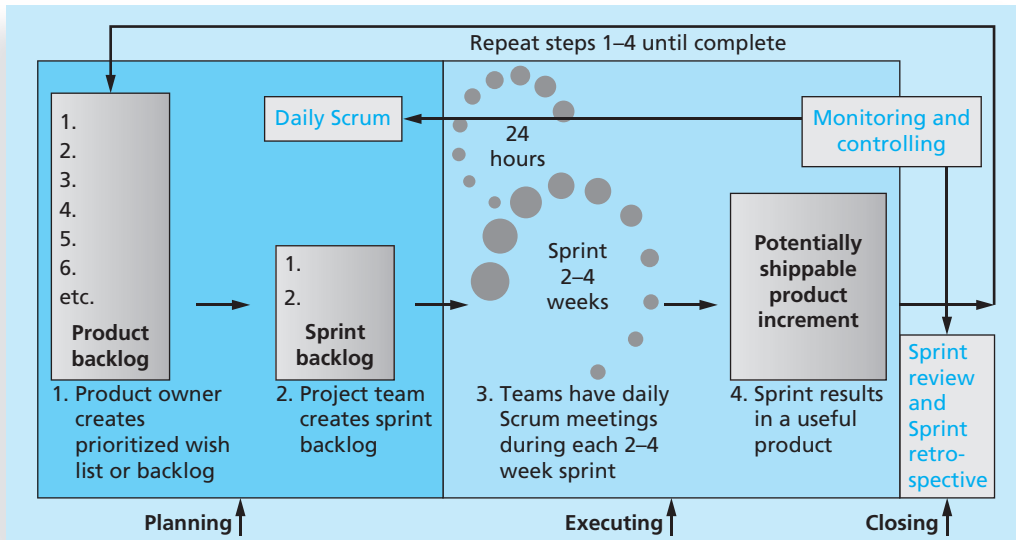 Repeat steps 1–4 until complete
1.
2.
3.
4.
5.
6.
etc.
Product
backlog
1. Product owner
creates
prioritized wish
list or backlog
Daily Scrum
1.
2.
Sprint
backlog
2. Project team
creates sprint
backlog
24
hours
Sprint
2–4
weeks
3. Teams have daily
Scrum meetings
during each 2–4
week sprint
Monitoring and
controlling
Potentially
shippable
product
increment
4. Sprint results
in a useful
product
Sprint
review
and
Sprint
retro-
spective
Planning
Executing
Closing